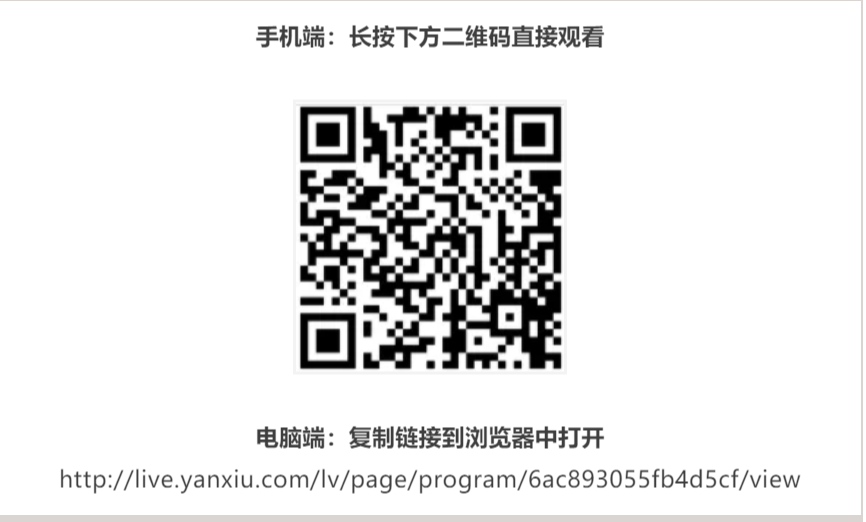 手机端：长按下方二维码直接观看
电脑端：复制链接到浏览器中打开
http://live.yanxiu.com/lv/page/program/6ac893055fb4d5cf/view